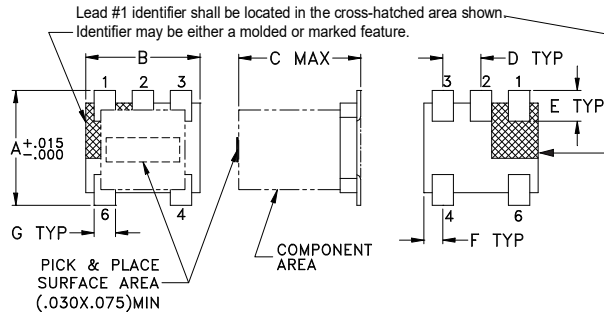 Lead #1 identifier shall be located in the cross-hatched area shown.
Identifier may be either a molded or marked feature.
B
C MAX
D TYP
1 2 3
3 2 1
E TYP
A +.015
-.000
6 4
4 6
G TYP
F TYP
PICK & PLACE
SURFACE AREA
(.030X.075)MIN
COMPONENT
AREA